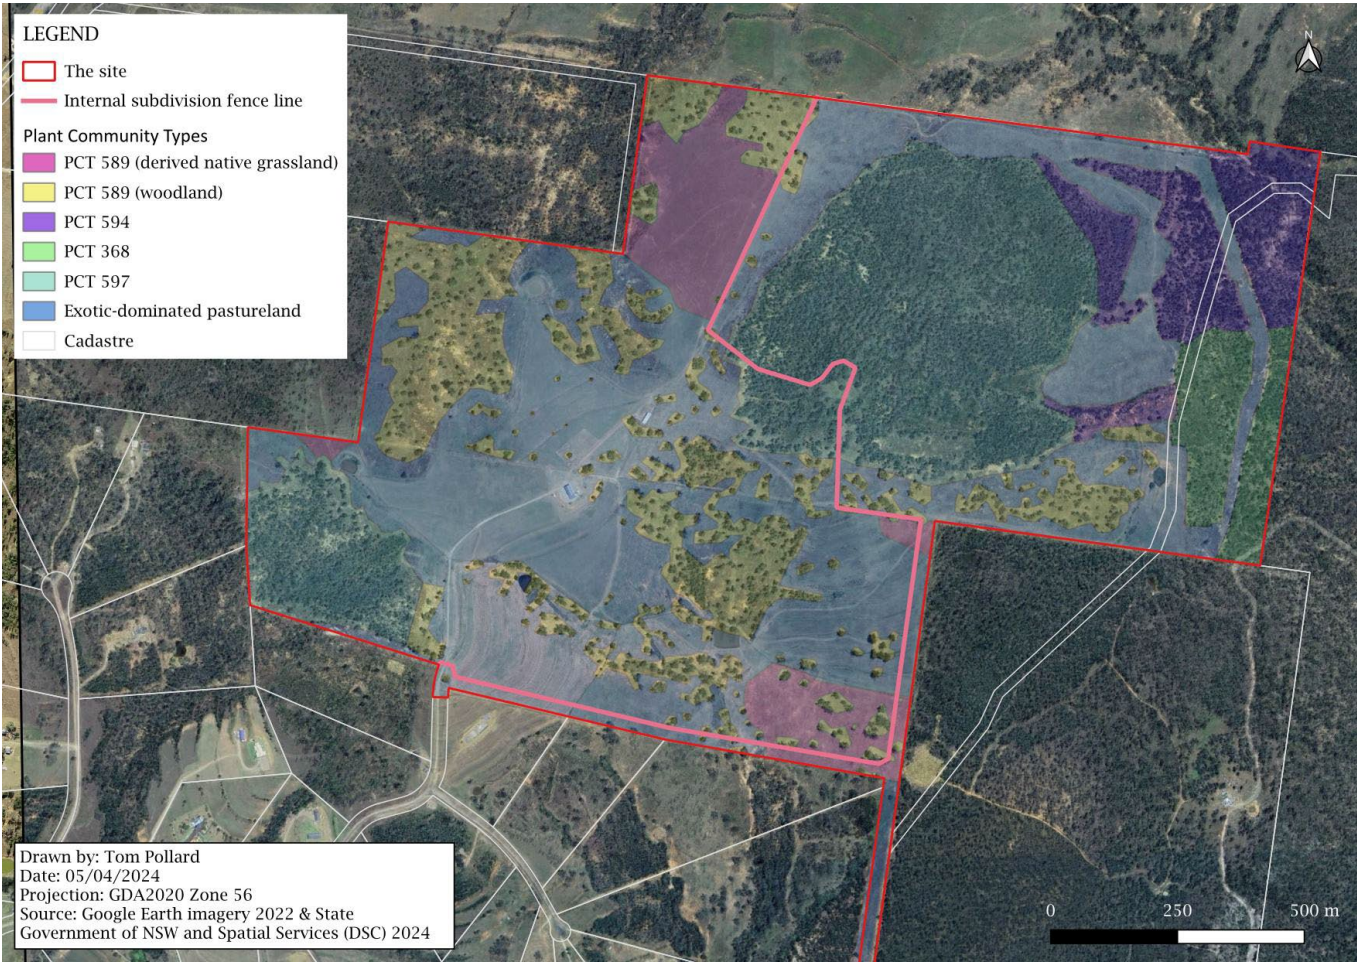 LEGEND
The site
Internal subdivision fence line
Plant Community Types
PCT 589 (derived native grassland)
PCT 589 (woodland)
PCT 594
PCT 368
PCT 597
Exotic-dominated pastureland
Cadastre
N
Drawn by: Tom Pollard
Date: 05/04/2024
Projection: GDA2020 Zone 56
Source: Google Earth imagery 2022 & State
Government of NSW and Spatial Services (DSC) 2024
0 250 500 m